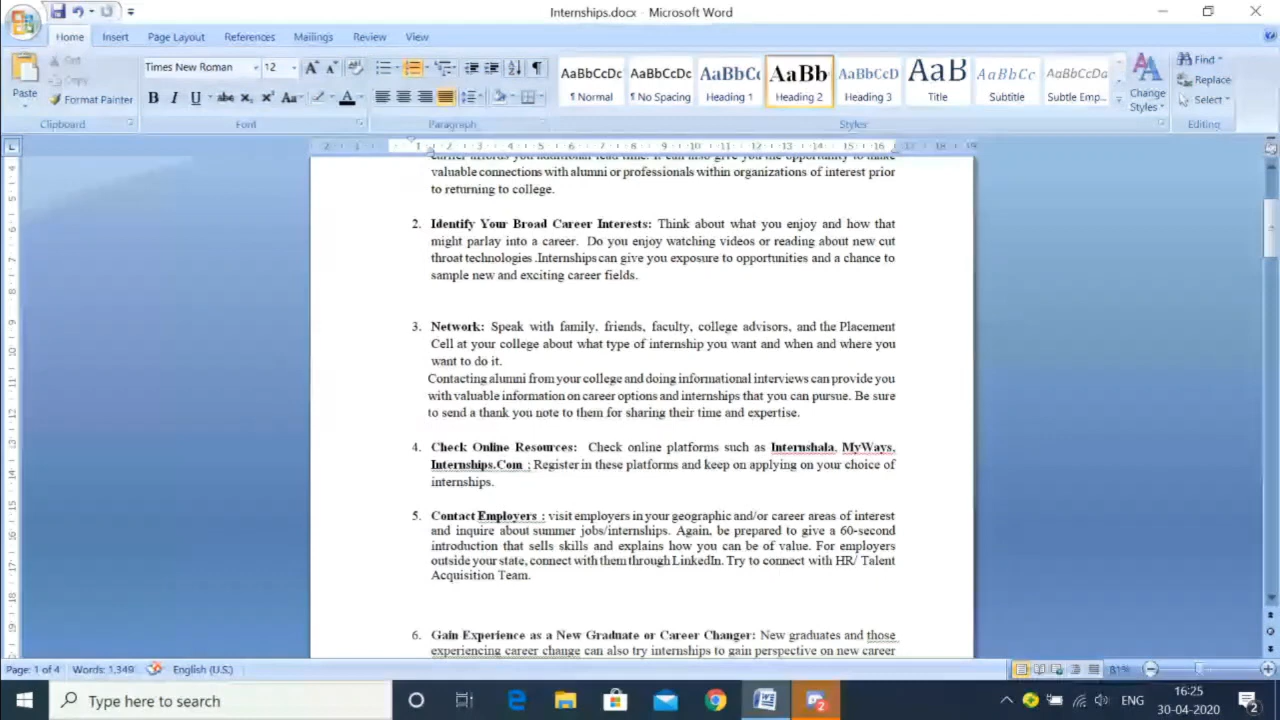 Internships.docx - Microsoft Word
Home Insert Page Layout References Mailings Review View
Paste
Cut
Copy
Format Painter
Clipboard
Times New Roman 12
Font
Paragraph
AaBbCcDc AaBbCcDc AaBbCc AaBb AaBbCcD AaB AaBbCc AaBbCcDa
¶ Normal ¶ No Spacing Heading 1 Heading 2 Heading 3 Title Subtitle Subtle Emp...
Change Styles
Styles
Find
Replace
Select
Editing
career affords you additional lead time. It can also give you the opportunity to make
valuable connections with alumni or professionals within organizations of interest prior
to returning to college.
2. Identify Your Broad Career Interests: Think about what you enjoy and how that
might parlay into a career. Do you enjoy watching videos or reading about new cut
throat technologies .Internships can give you exposure to opportunities and a chance to
sample new and exciting career fields.
3. Network: Speak with family, friends, faculty, college advisors, and the Placement
Cell at your college about what type of internship you want and when and where you
want to do it.
Contacting alumni from your college and doing informational interviews can provide you
with valuable information on career options and internships that you can pursue. Be sure
to send a thank you note to them for sharing their time and expertise.
4. Check Online Resources: Check online platforms such as Internshala, MyWays,
Internships.Com ; Register in these platforms and keep on applying on your choice of
internships.
5. Contact Employers : visit employers in your geographic and/or career areas of interest
and inquire about summer jobs/internships. Again, be prepared to give a 60-second
introduction that sells skills and explains how you can be of value. For employers
outside your state, connect with them through LinkedIn. Try to connect with HR/ Talent
Acquisition Team.
6. Gain Experience as a New Graduate or Career Changer: New graduates and those
experiencing career change can also try internships to gain perspective on new career
Page: 1 of 4 Words: 1,349 English (U.S.) 81%
Type here to search
ENG
16:25
30-04-2020
2
2